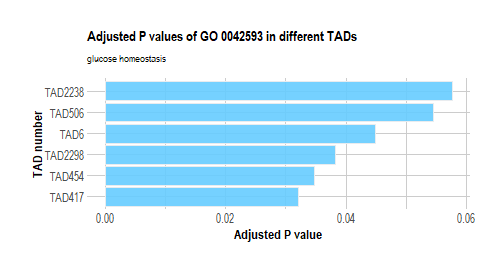 Adjusted P values of GO 0042593 in different TADs
glucose homeostasis
TAD number
TAD2238
TAD506
TAD6
TAD2298
TAD454
TAD417
0.00 0.02 0.04 0.06
Adjusted P value